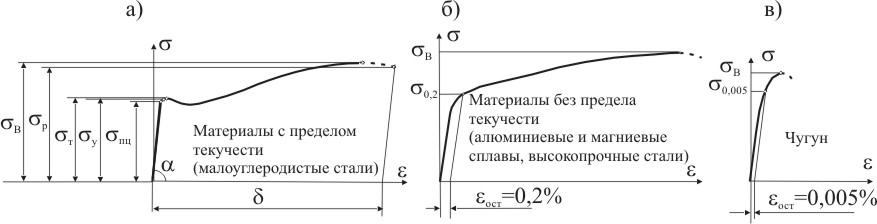 а)
σ
σв
σр
σт
σу
σпц
α
Материалы с пределом
текучести
(малоуглеродистые стали)
ε
δ
б)
σ
σв
σ0,2
Материалы без предела
текучести
(алюминиевые и магниевые
сплавы, высокопрочные стали)
ε
εост=0,2%
в)
σ
σв
σ0,005
Чугун
ε
εост=0,005%